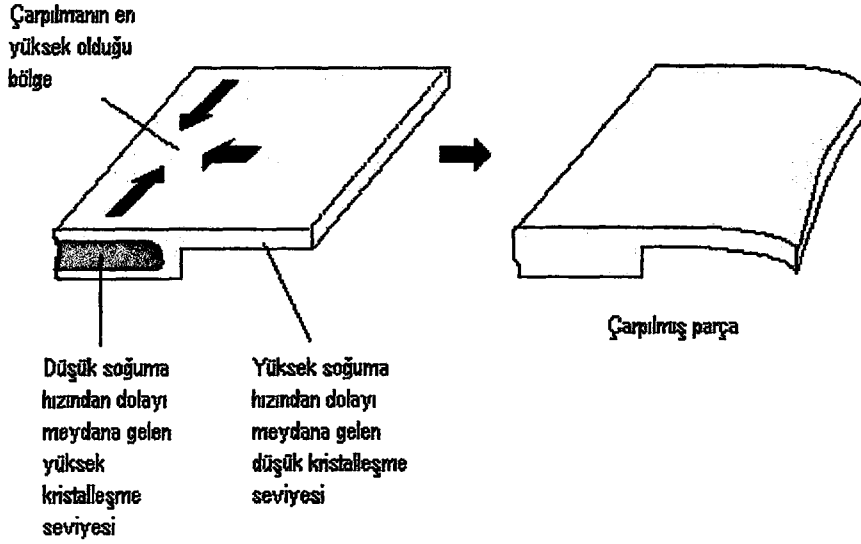 Çarpılmanın en
yüksek olduğu
bölge
Çarpılmış parça
Düşük soğuma
hızından dolayı
meydana gelen
yüksek
kristalleşme
seviyesi
Yüksek soğuma
hızından dolayı
meydana gelen
düşük kristalleşme
seviyesi